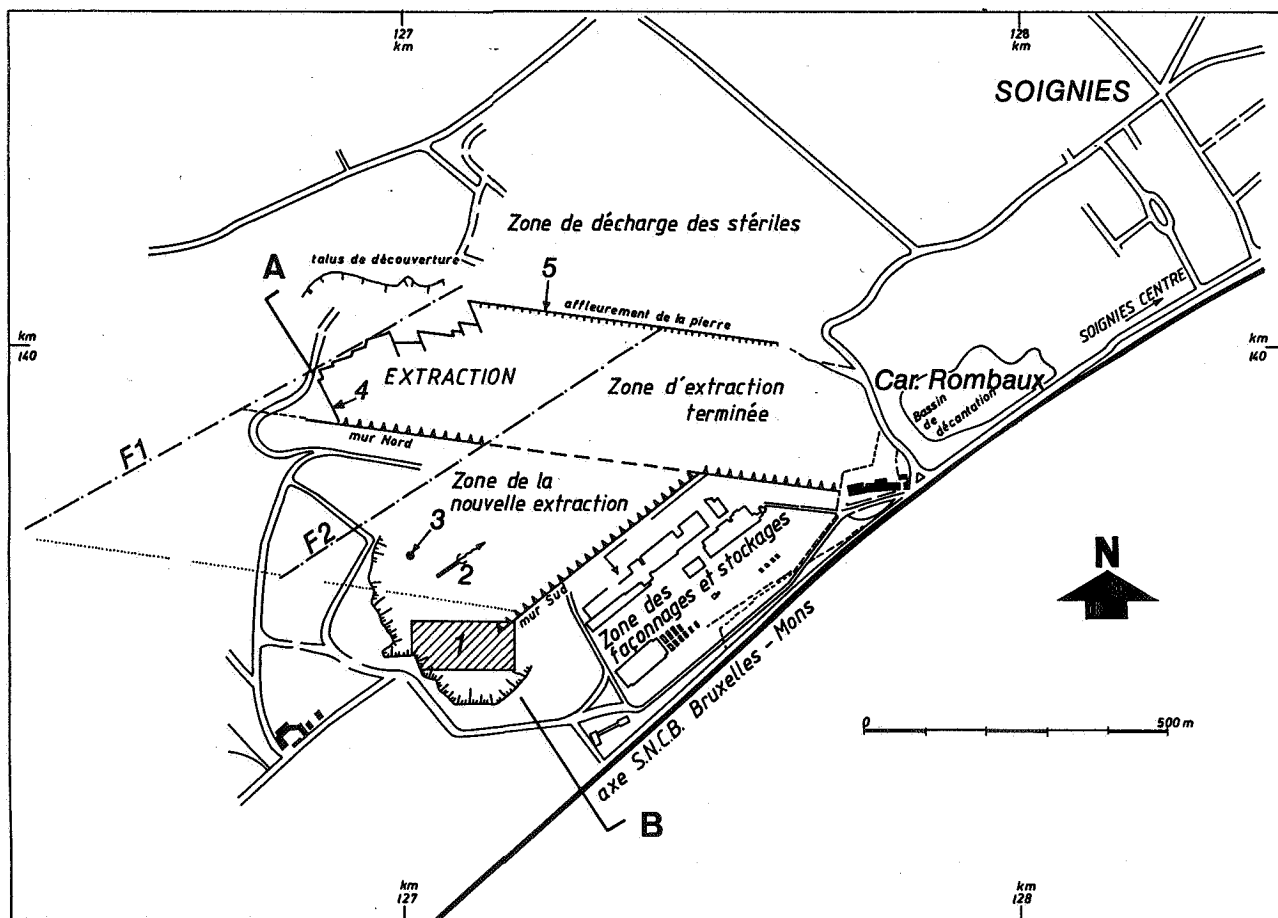 127
km
128
km
SOIGNIES
Zone de décharge des stériles
A
talus de découverture
5
affleurement de la pierre
SOIGNIES CENTRE
km
140
km
140
EXTRACTION
4
Zone d'extraction
terminée
Car. Rombaux
Bassin
de
décantation
mur Nord
F1
Zone de la
nouvelle extraction
3
F2
2
N
mur Sud
Zone des
façonnages et stockages
1
0
500 m
axe S.N.C.B. Bruxelles - Mons
B
km
127
km
128